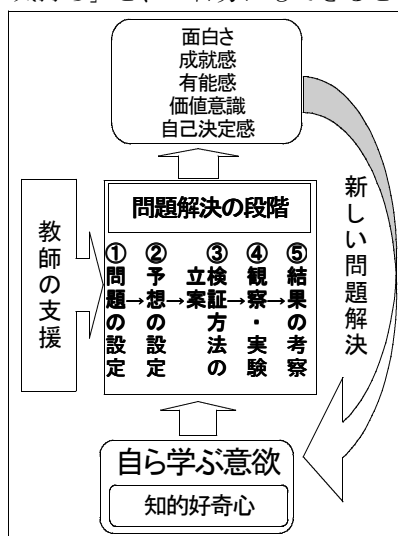 面白さ
成就感
有能感
価値意識
自己決定感
新しい問題解決
教師の支援
問題解決の段階
①問題の設定
→
②予想の設定
→
③検証方法の
立案
→
④観察・実験
→
⑤結果の考察
自ら学ぶ意欲
知的好奇心